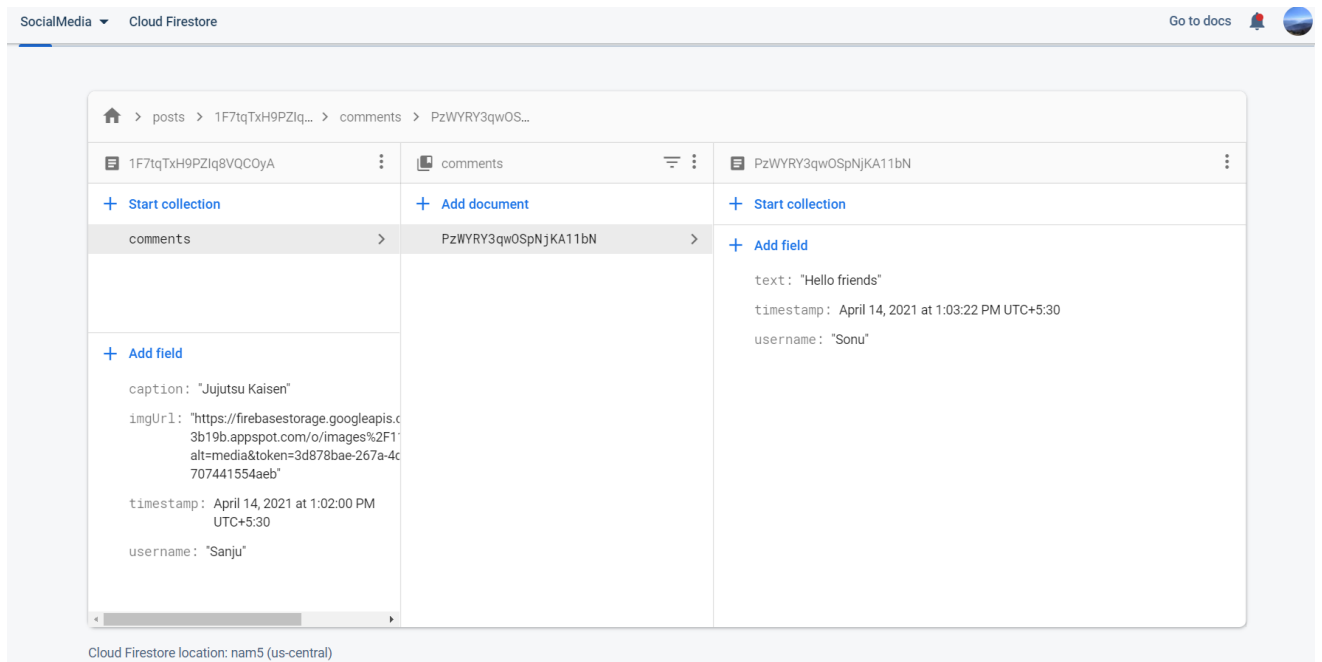 SocialMedia Cloud Firestore Go to docs
posts 1F7tqTxH9PZIq... comments PzWYRY3qwOS...
1F7tqTxH9PZIq8VQCOyA
Start collection
comments
Add field
caption: "Jujutsu Kaisen"
imgUrl: "https://firebasestorage.googleapis.c
3b19b.appspot.com/o/images%2F1
alt=media&token=3d878bae-267a-4c
707441554aeb"
timestamp: April 14, 2021 at 1:02:00 PM
UTC+5:30
username: "Sanju"
comments
Add document
PzWYRY3qwOSpNjKA11bN
PzWYRY3qwOSpNjKA11bN
Start collection
Add field
text: "Hello friends"
timestamp: April 14, 2021 at 1:03:22 PM UTC+5:30
username: "Sonu"
Cloud Firestore location: nam5 (us-central)